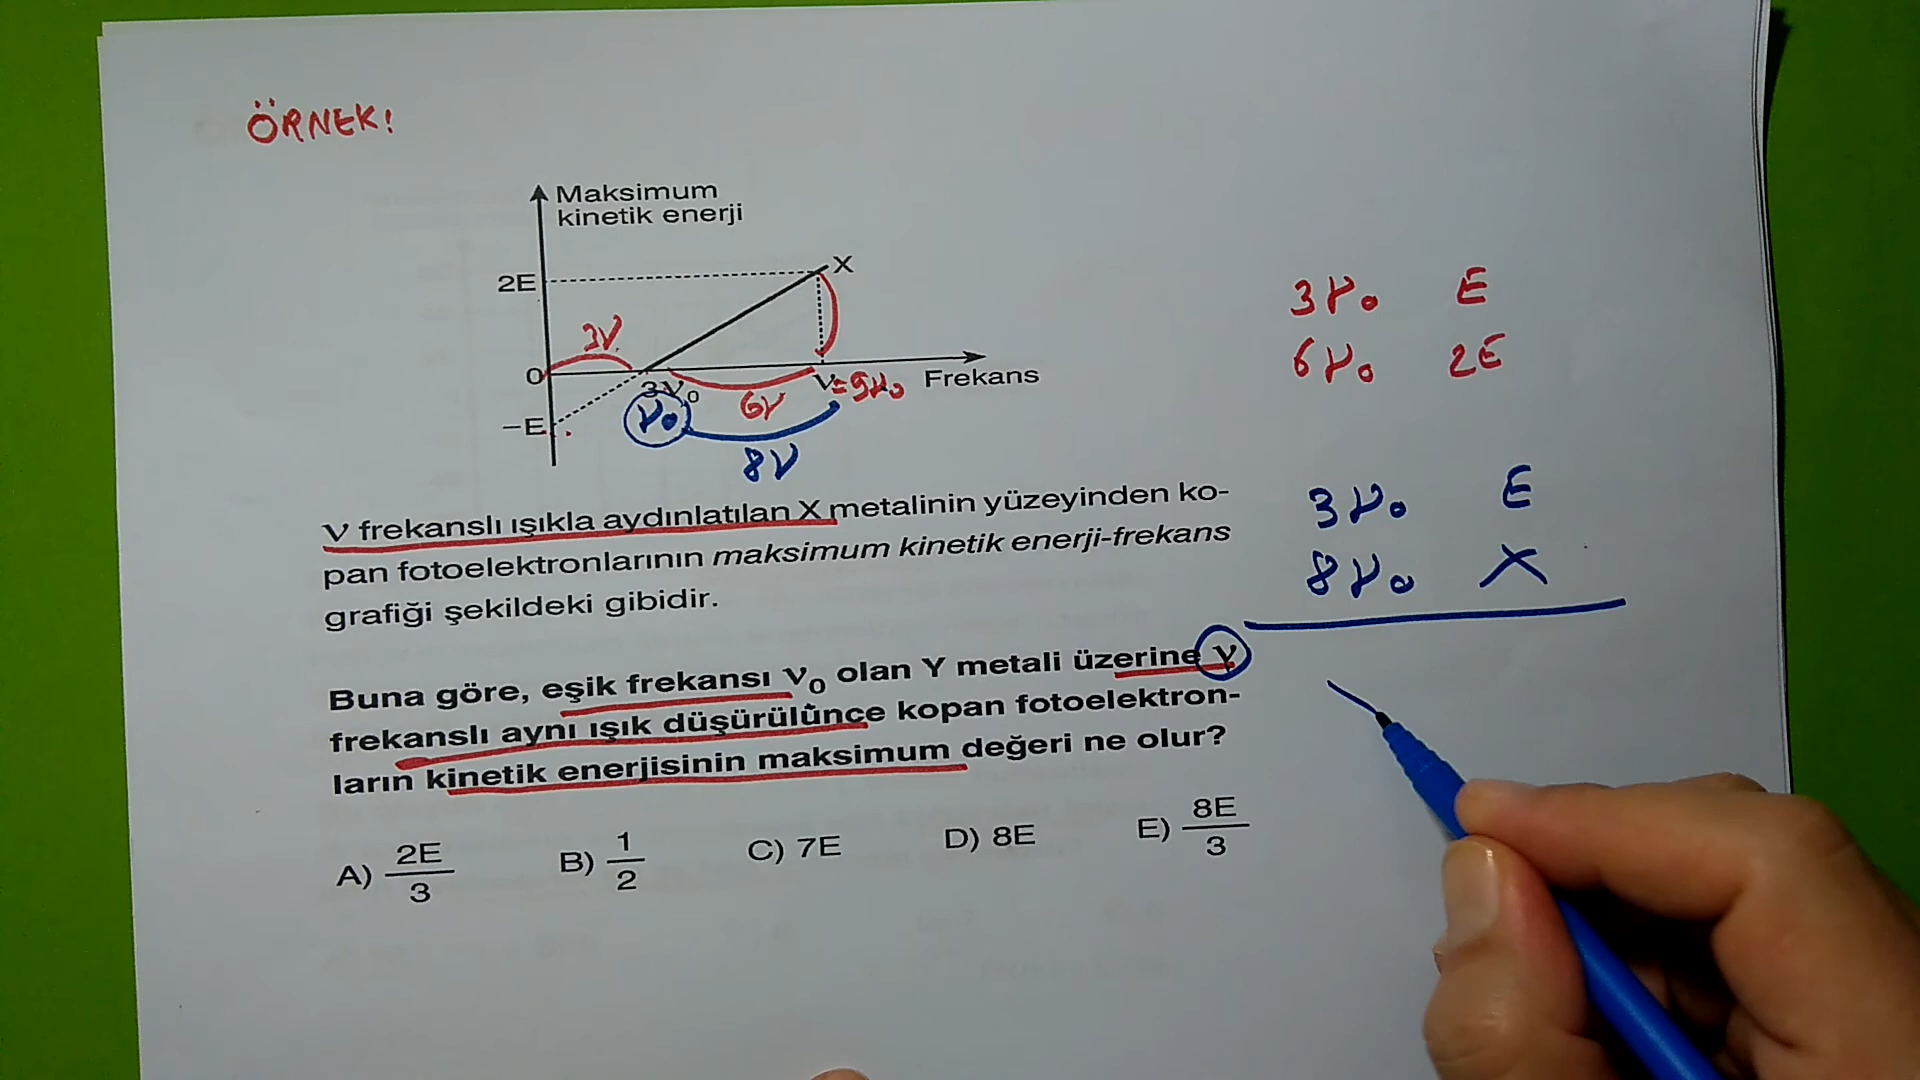 ÖRNEK!
Maksimum
kinetik enerji
2E
X
3ν
0
3ν₀
ν=9ν₀
Frekans
6ν
ν₀
–E
8ν
3ν₀ E
6ν₀ 2E
3ν₀ E
8ν₀ X
ν frekanslı ışıkla aydınlatılan X metalinin yüzeyinden ko-
pan fotoelektronlarının maksimum kinetik enerji-frekans
grafiği şekildeki gibidir.
Buna göre, eşik frekansı ν₀ olan Y metali üzerine ν
frekanslı aynı ışık düşürülünce kopan fotoelektron-
ların kinetik enerjisinin maksimum değeri ne olur?
A) 2E/3 B) 1/2 C) 7E D) 8E E) 8E/3